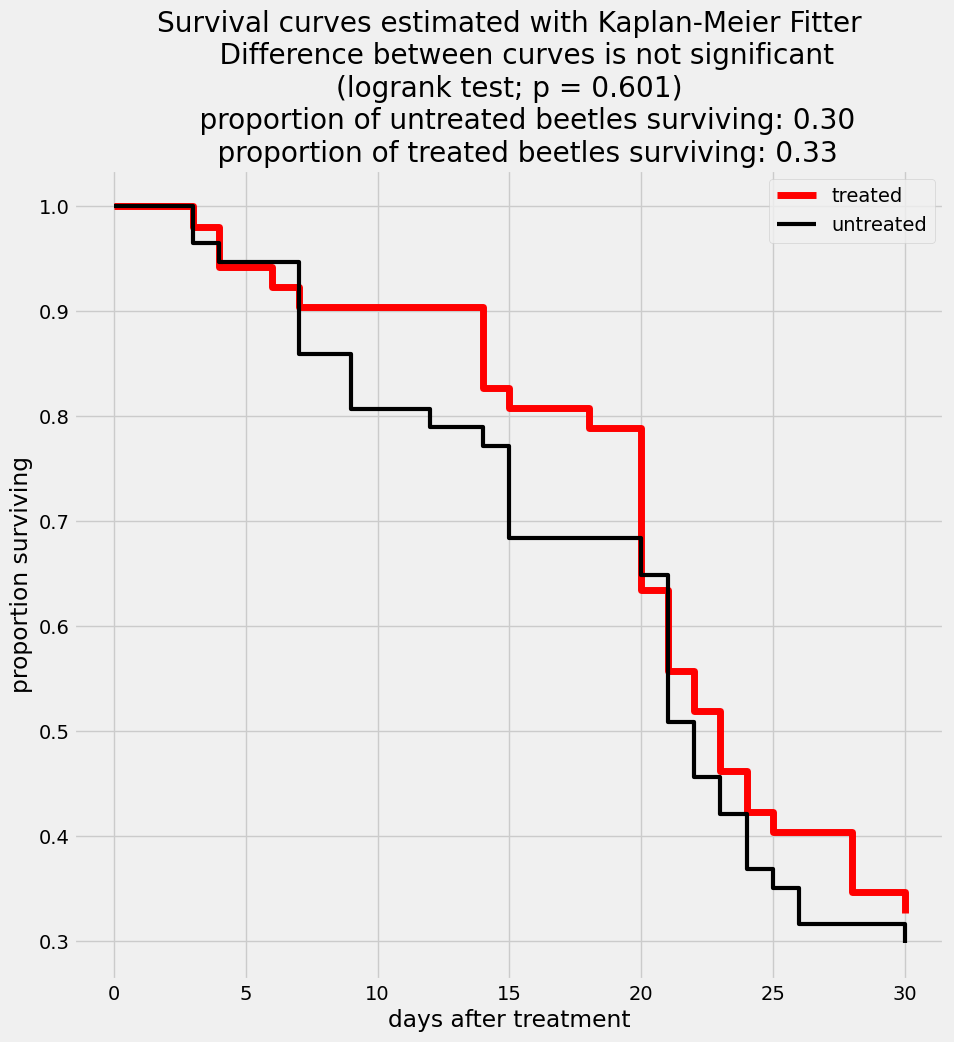 Survival curves estimated with Kaplan-Meier Fitter
Difference between curves is not significant
(logrank test; p = 0.601)
proportion of untreated beetles surviving: 0.30
proportion of treated beetles surviving: 0.33
treated
untreated
1.0
0.9
0.8
0.7
0.6
0.5
0.4
0.3
proportion surviving
0
5
10
15
20
25
30
days after treatment